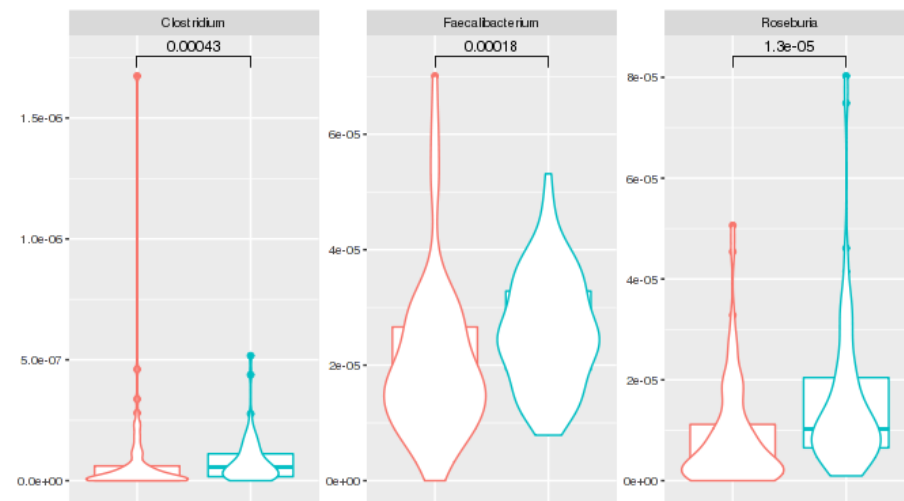 Clostridium
0.00043
1.5e-06
1.0e-06
5.0e-07
0.0e+00
Faecalibacterium
0.00018
6e-05
4e-05
2e-05
0e+00
Roseburia
1.3e-05
8e-05
6e-05
4e-05
2e-05
0e+00